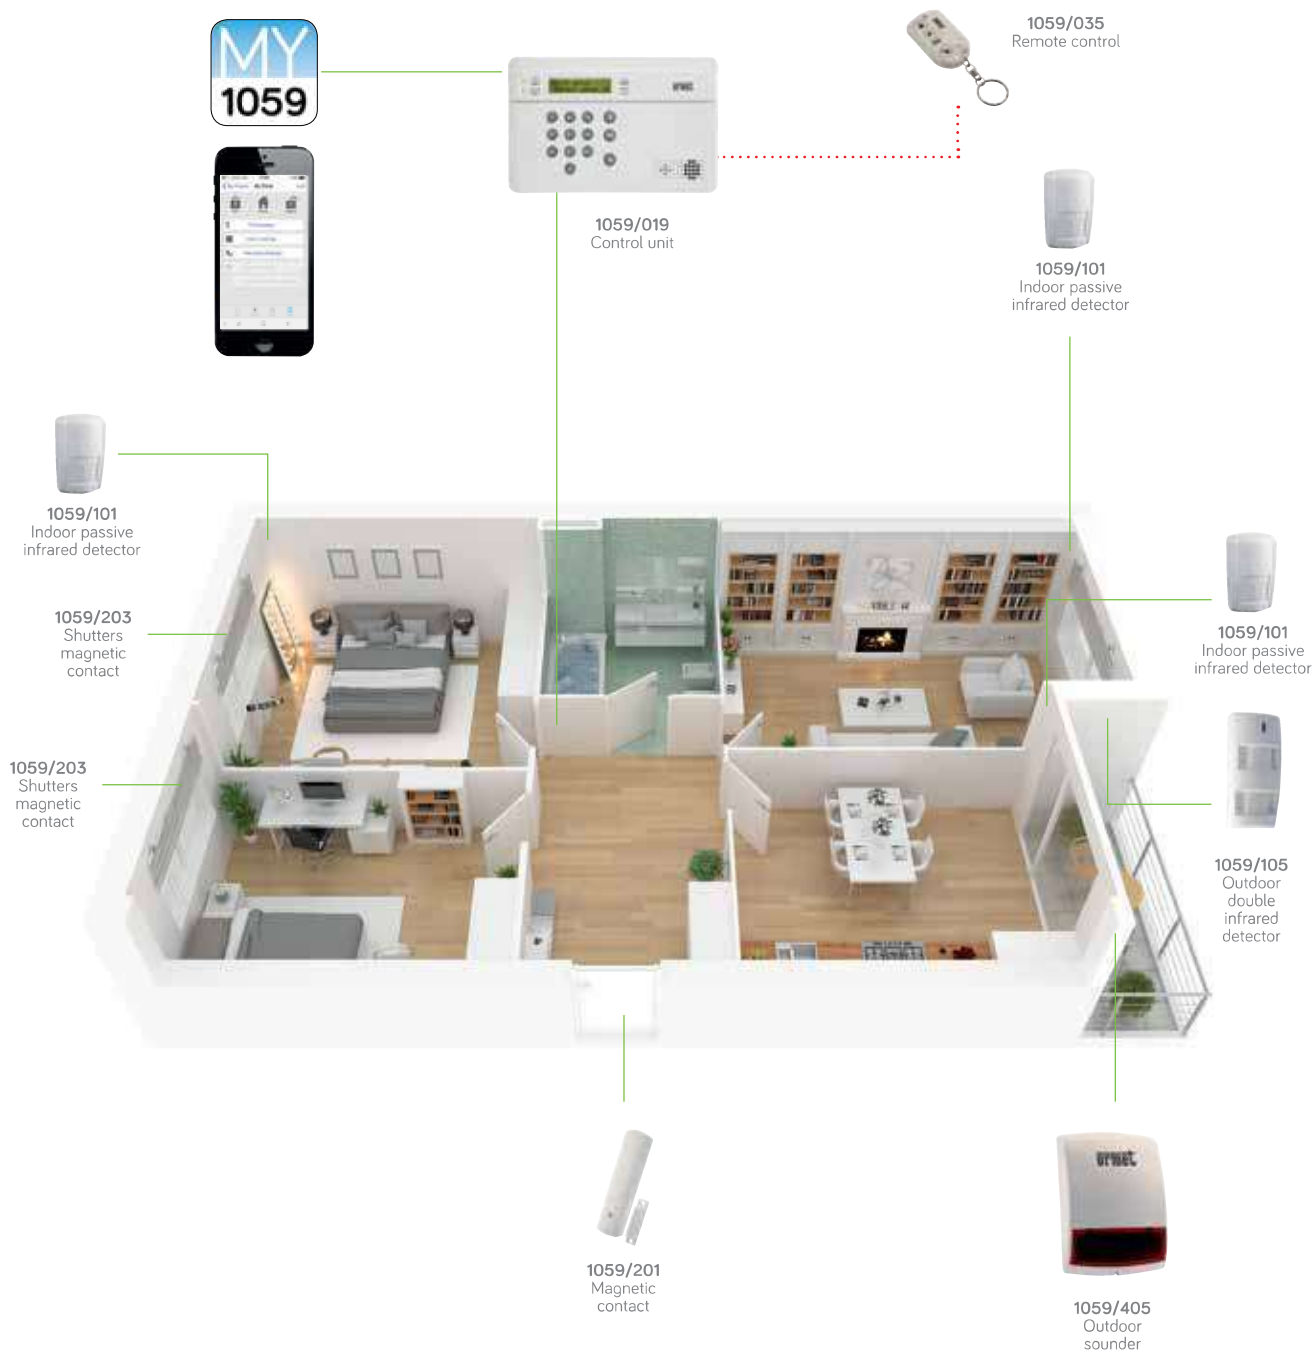 MY
1059
1059/035
Remote control
urmet
1059/019
Control unit
1059/101
Indoor passive
infrared detector
1059/101
Indoor passive
infrared detector
1059/203
Shutters
magnetic
contact
1059/101
Indoor passive
infrared detector
1059/203
Shutters
magnetic
contact
1059/105
Outdoor
double
infrared
detector
urmet
1059/201
Magnetic
contact
1059/405
Outdoor
sounder